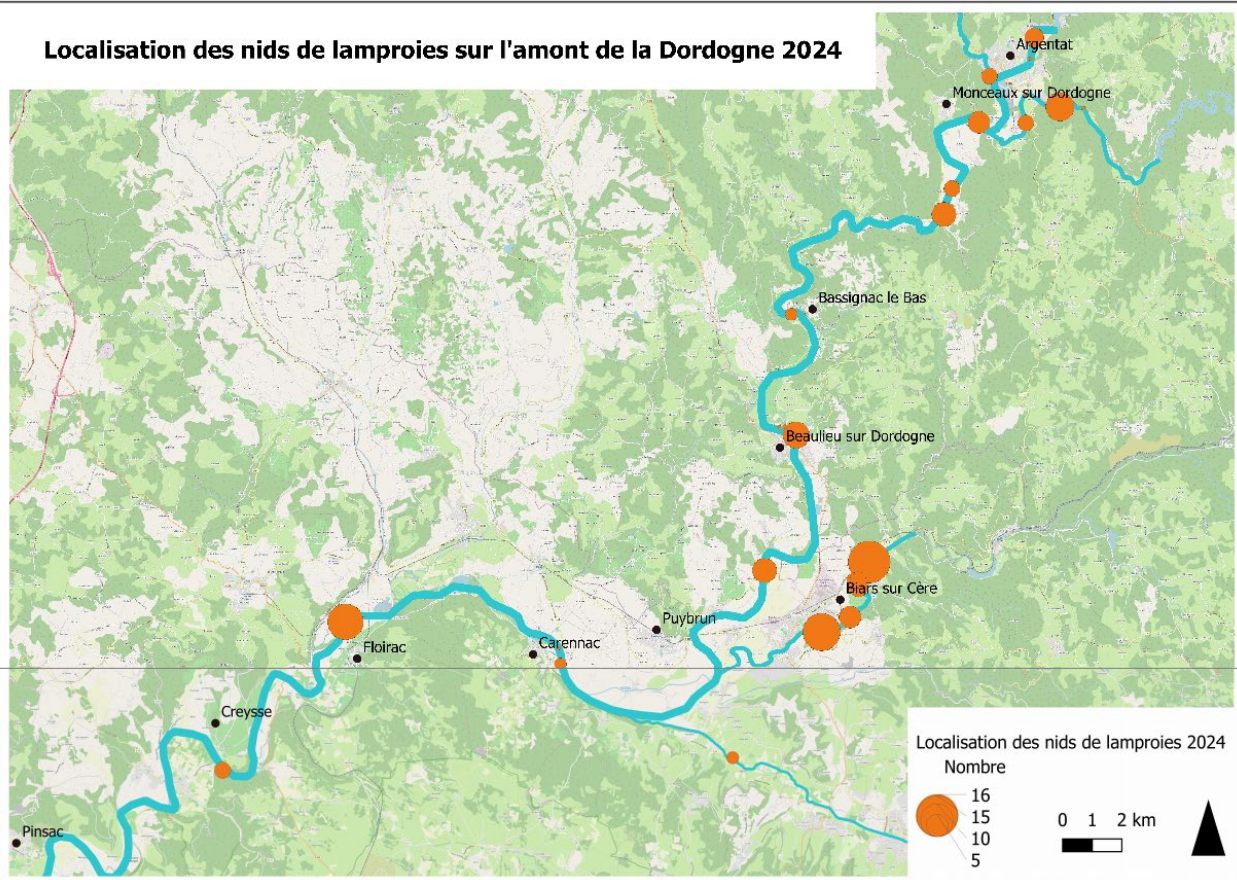 Localisation des nids de lamproies sur l'amont de la Dordogne 2024
Argentat
Monceaux sur Dordogne
Bassignac le Bas
Beaulieu sur Dordogne
Biars sur Cère
Puybrun
Carennac
Floirac
Creysse
Pinsac
Localisation des nids de lamproies 2024
Nombre
16
15
10
5
0 1 2 km